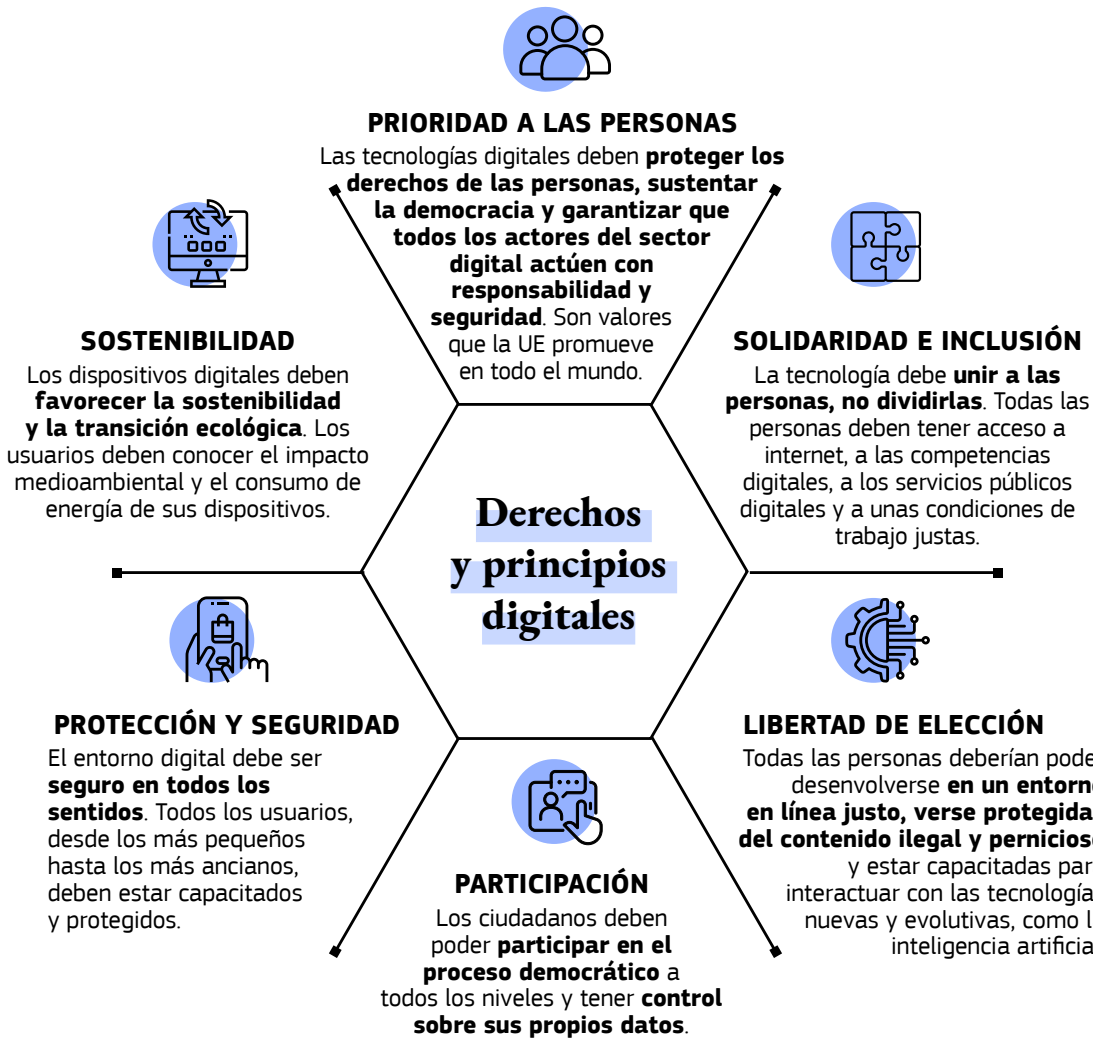 PRIORIDAD A LAS PERSONAS
Las tecnologías digitales deben proteger los
derechos de las personas, sustentar
la democracia y garantizar que
todos los actores del sector
digital actúen con
responsabilidad y
seguridad. Son valores
que la UE promueve
en todo el mundo.
SOSTENIBILIDAD
Los dispositivos digitales deben
favorecer la sostenibilidad
y la transición ecológica. Los
usuarios deben conocer el impacto
medioambiental y el consumo de
energía de sus dispositivos.
SOLIDARIDAD E INCLUSIÓN
La tecnología debe unir a las
personas, no dividirlas. Todas las
personas deben tener acceso a
internet, a las competencias
digitales, a los servicios públicos
digitales y a unas condiciones de
trabajo justas.
Derechos
y principios
digitales
PROTECCIÓN Y SEGURIDAD
El entorno digital debe ser
seguro en todos los
sentidos. Todos los usuarios,
desde los más pequeños
hasta los más ancianos,
deben estar capacitados
y protegidos.
PARTICIPACIÓN
Los ciudadanos deben
poder participar en el
proceso democrático a
todos los niveles y tener control
sobre sus propios datos.
LIBERTAD DE ELECCIÓN
Todas las personas deberían pode
desenvolverse en un entorno
en línea justo, verse protegida
del contenido ilegal y pernicioso
y estar capacitadas par
interactuar con las tecnología
nuevas y evolutivas, como l
inteligencia artificia